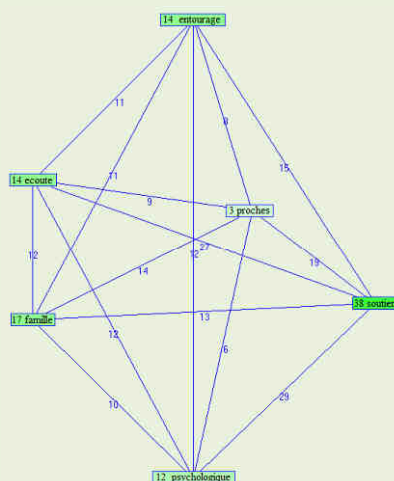 14 entourage
11
8
15
11
14 ecoute
9
3 proches
12
27
12
19
14
38 soutien
13
17 famille
12
6
10
29
12 psychologique